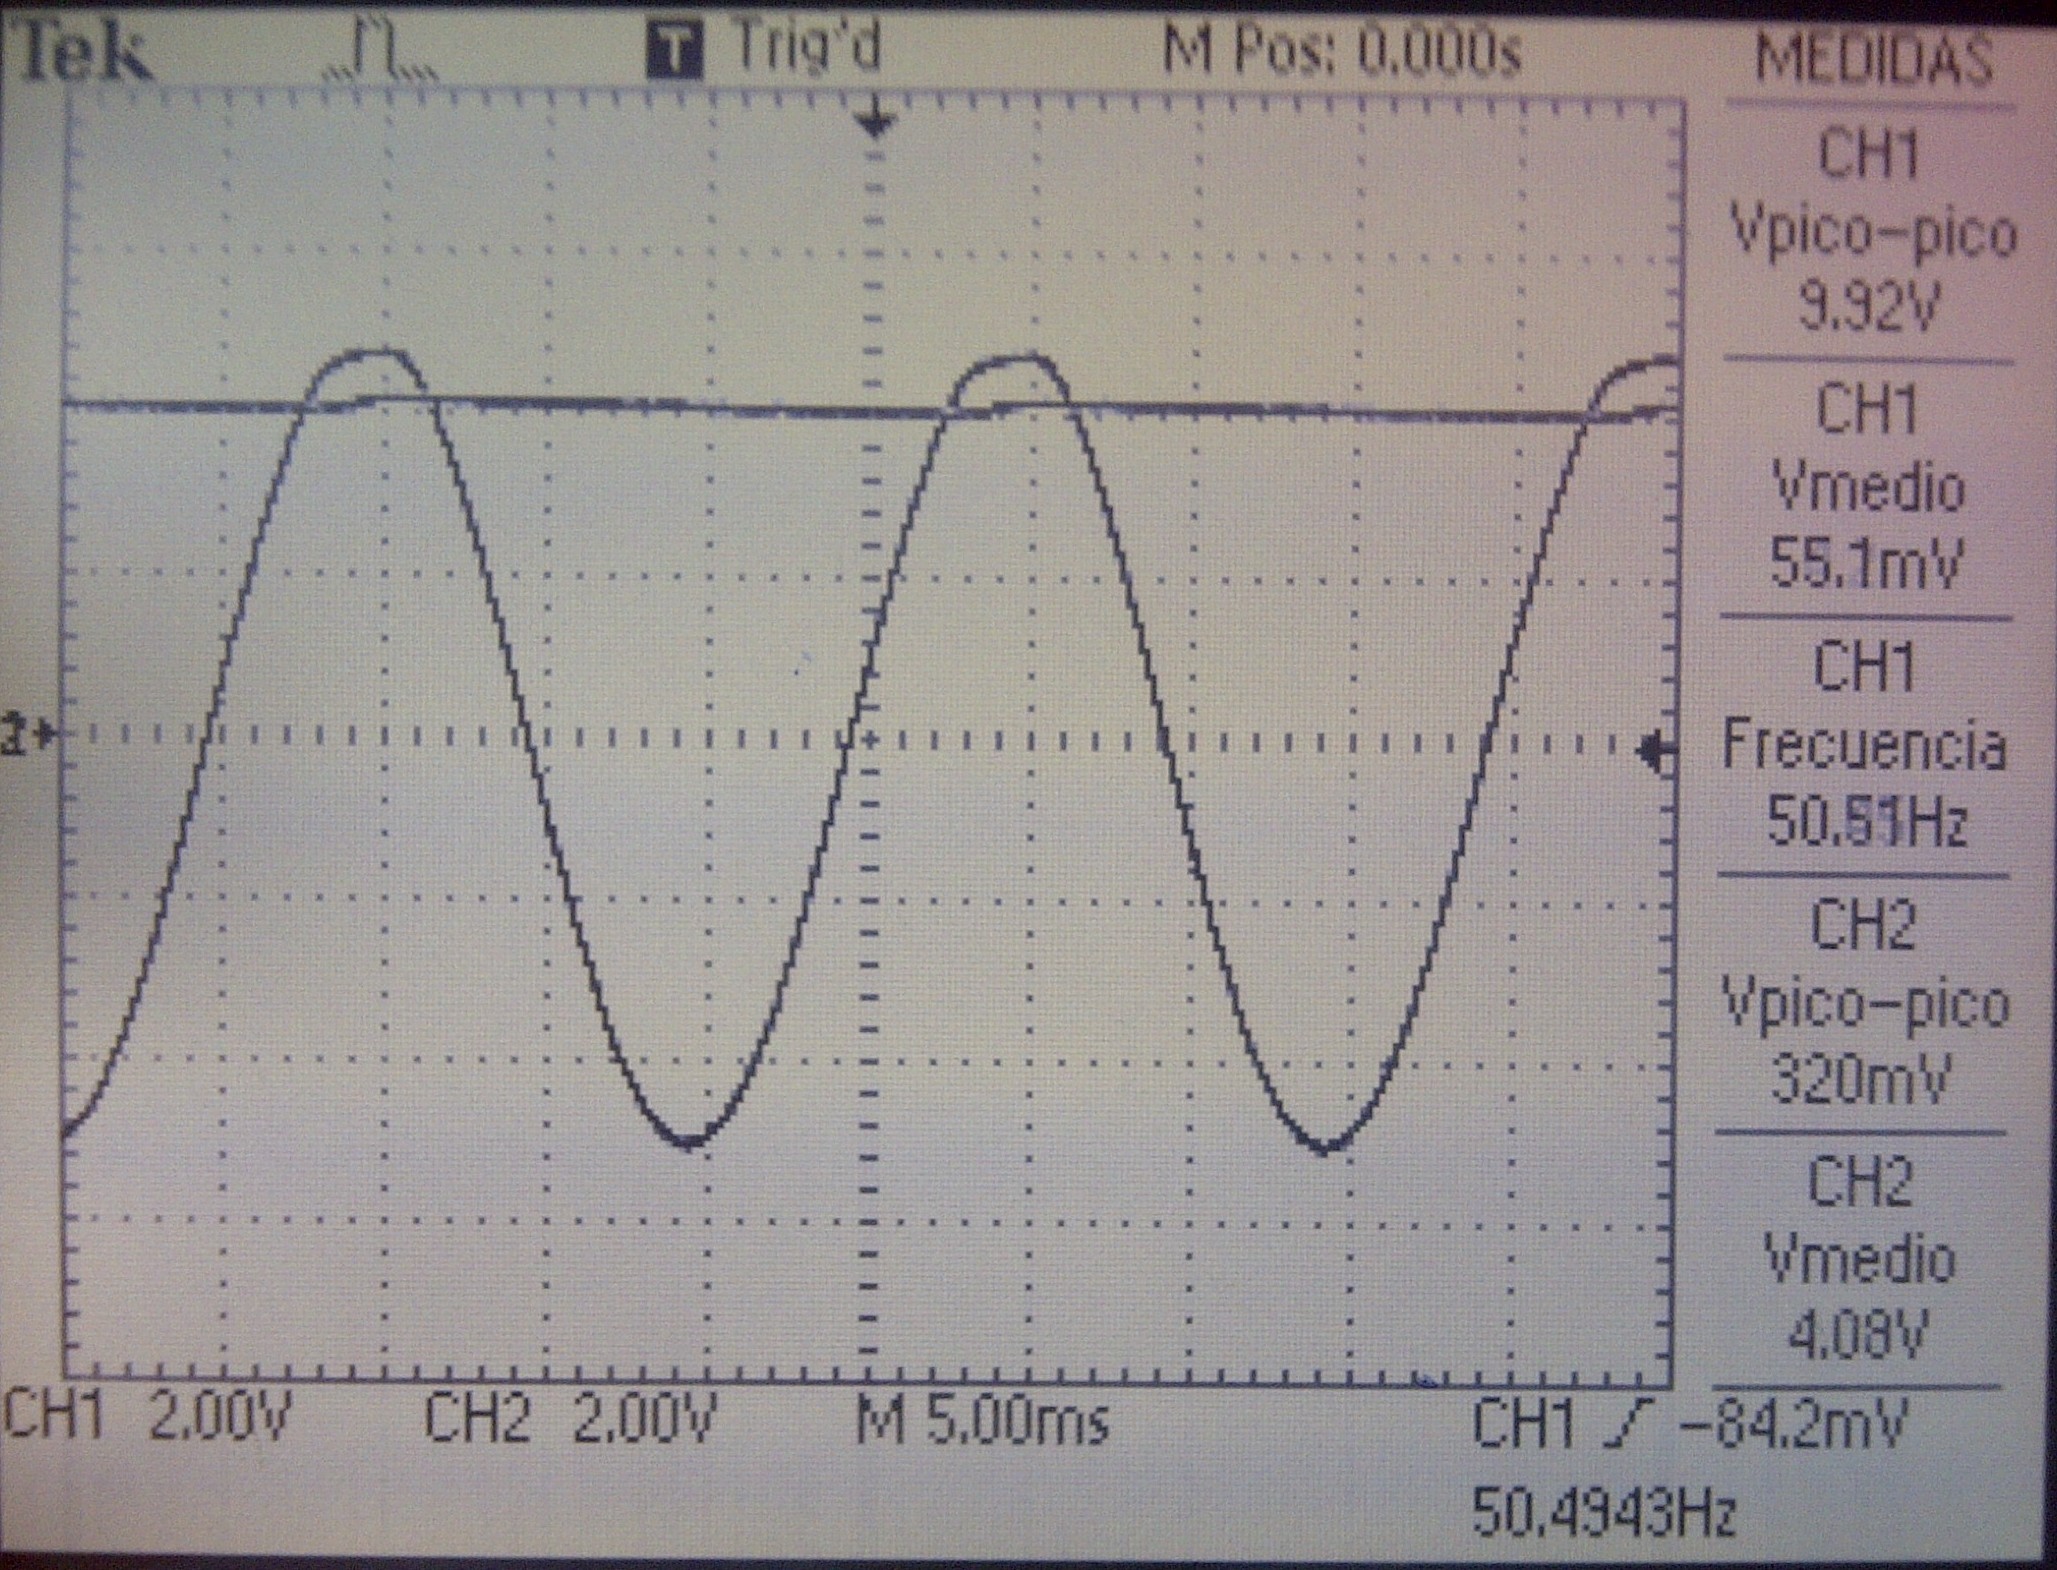 Tek T Trig'd M Pos: 0.000s MEDIDAS
CH1
Vpico-pico
9.92V
CH1
Vmedio
55.1mV
CH1
Frecuencia
50.51Hz
CH2
Vpico-pico
320mV
CH2
Vmedio
4.08V
CH1 2.00V CH2 2.00V M 5.00ms CH1 -84.2mV
50.4943Hz